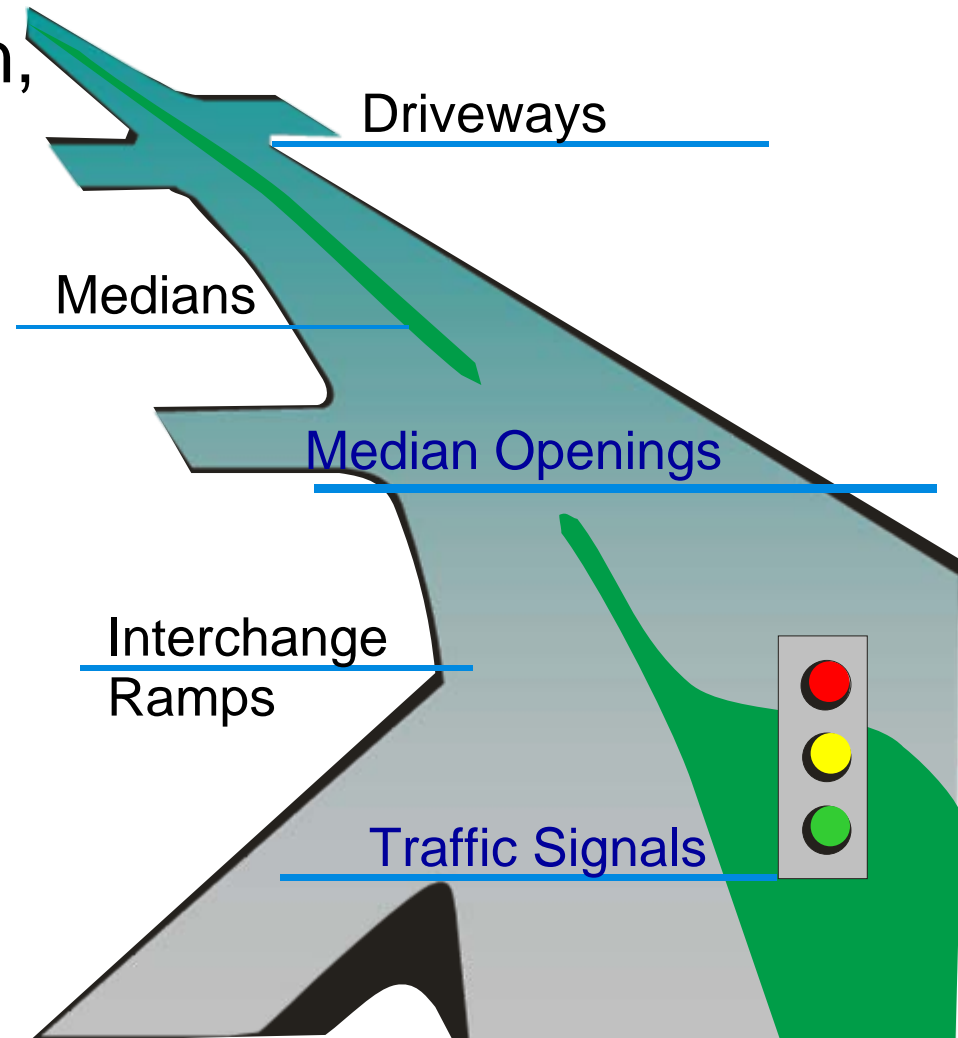 n,
Driveways
Medians
Median Openings
Interchange
Ramps
Traffic Signals